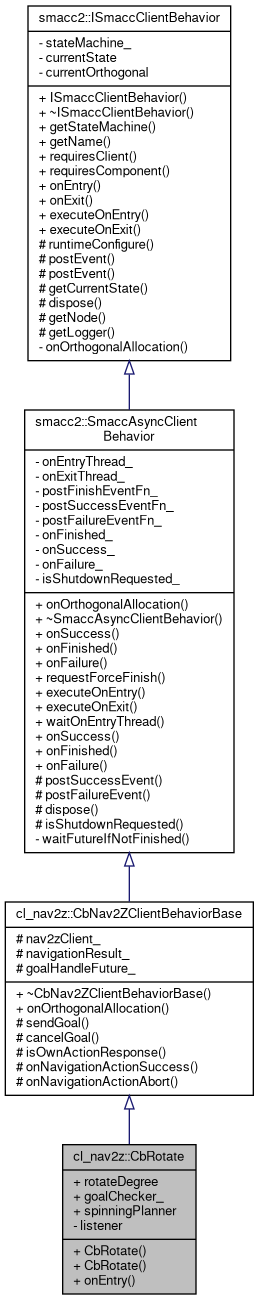 smacc2::ISmaccClientBehavior
- stateMachine_
- currentState
- currentOrthogonal
+ ISmaccClientBehavior()
+ ~ISmaccClientBehavior()
+ getStateMachine()
+ getName()
+ requiresClient()
+ requiresComponent()
+ onEntry()
+ onExit()
+ executeOnEntry()
+ executeOnExit()
# runtimeConfigure()
# postEvent()
# postEvent()
# getCurrentState()
# dispose()
# getNode()
# getLogger()
- onOrthogonalAllocation()
smacc2::SmaccAsyncClient
Behavior
- onEntryThread_
- onExitThread_
- postFinishEventFn_
- postSuccessEventFn_
- postFailureEventFn_
- onFinished_
- onSuccess_
- onFailure_
- isShutdownRequested_
+ onOrthogonalAllocation()
+ ~SmaccAsyncClientBehavior()
+ onSuccess()
+ onFinished()
+ onFailure()
+ requestForceFinish()
+ executeOnEntry()
+ executeOnExit()
+ waitOnEntryThread()
+ onSuccess()
+ onFinished()
+ onFailure()
# postSuccessEvent()
# postFailureEvent()
# dispose()
# isShutdownRequested()
- waitFutureIfNotFinished()
cl_nav2z::CbNav2ZClientBehaviorBase
# nav2zClient_
# navigationResult_
# goalHandleFuture_
+ ~CbNav2ZClientBehaviorBase()
+ onOrthogonalAllocation()
# sendGoal()
# cancelGoal()
# isOwnActionResponse()
# onNavigationActionSuccess()
# onNavigationActionAbort()
cl_nav2z::CbRotate
+ rotateDegree
+ goalChecker_
+ spinningPlanner
- listener
+ CbRotate()
+ CbRotate()
+ onEntry()